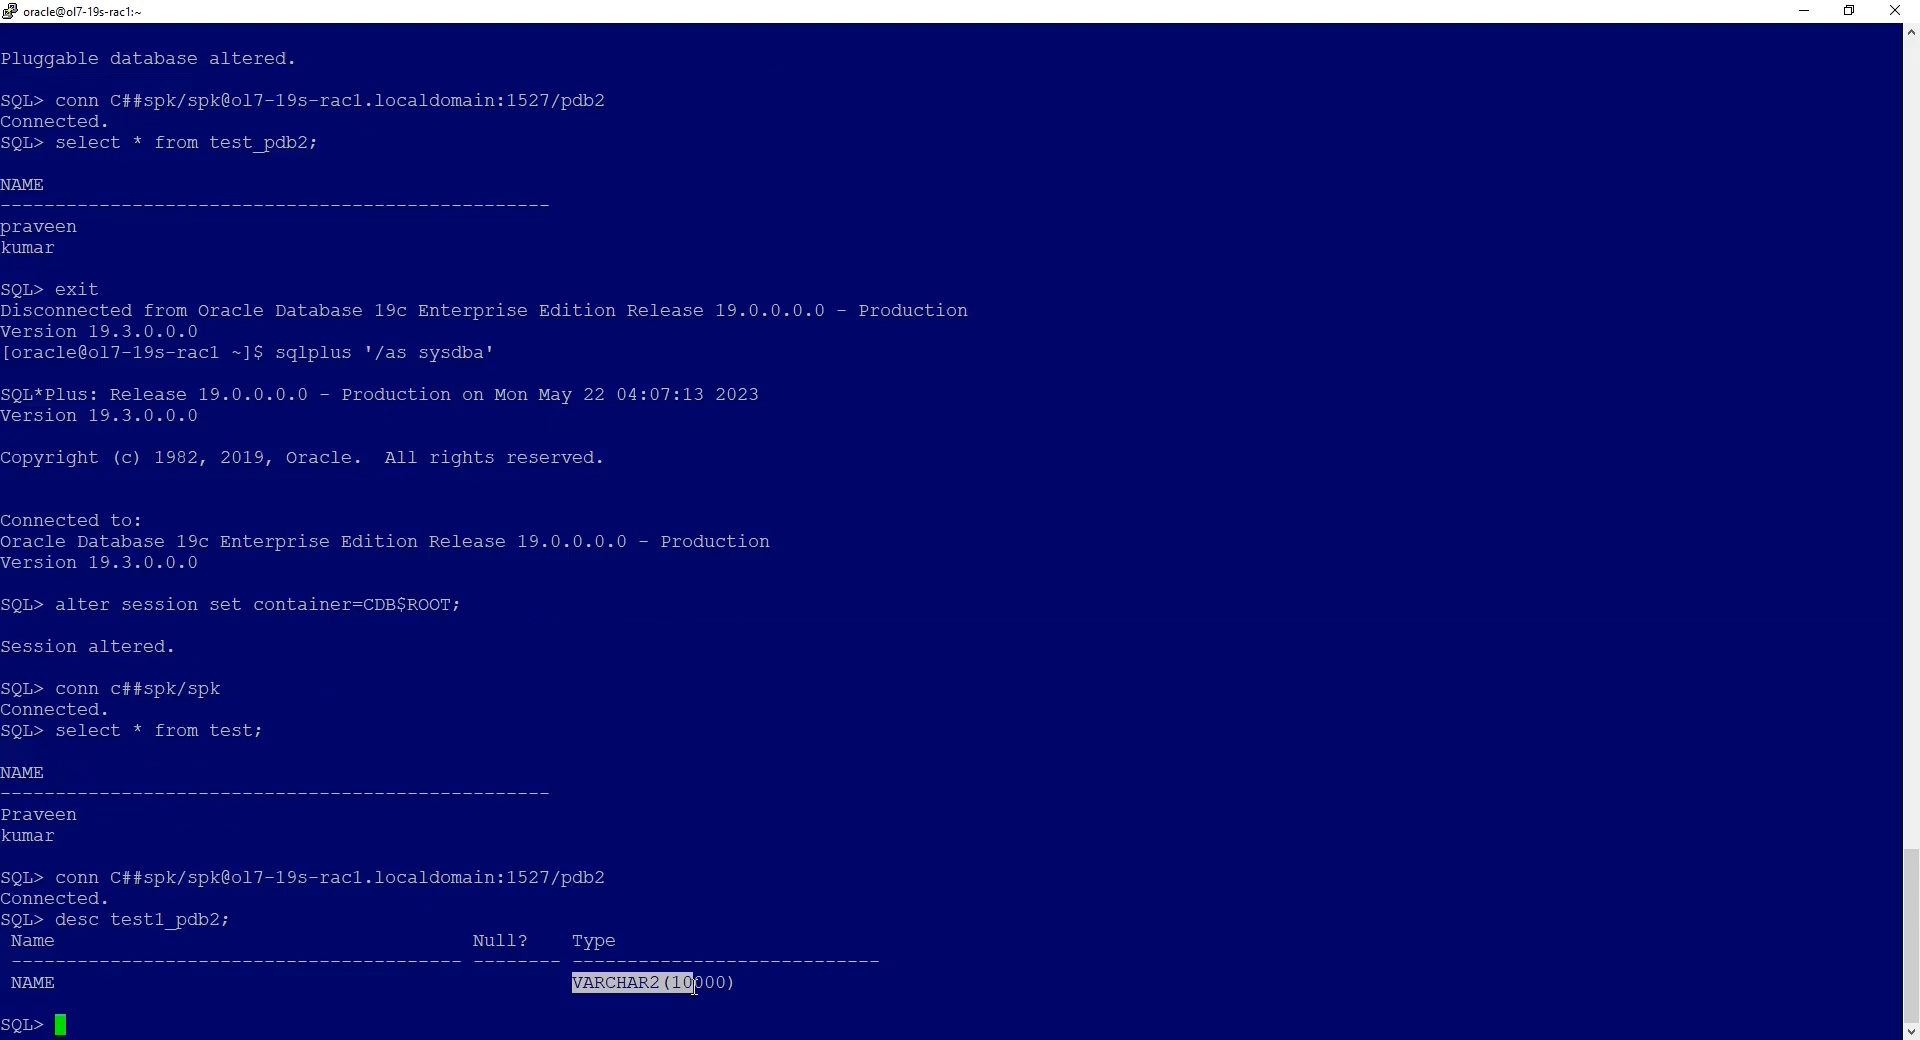 oracle@ol7-19s-rac1:~
Pluggable database altered.
SQL> conn C##spk/spk@ol7-19s-rac1.localdomain:1527/pdb2
Connected.
SQL> select * from test_pdb2;
NAME
--------------------------------------------------
praveen
kumar
SQL> exit
Disconnected from Oracle Database 19c Enterprise Edition Release 19.0.0.0.0 - Production
Version 19.3.0.0.0
[oracle@ol7-19s-rac1 ~]$ sqlplus '/as sysdba'
SQL*Plus: Release 19.0.0.0.0 - Production on Mon May 22 04:07:13 2023
Version 19.3.0.0.0
Copyright (c) 1982, 2019, Oracle.  All rights reserved.
Connected to:
Oracle Database 19c Enterprise Edition Release 19.0.0.0.0 - Production
Version 19.3.0.0.0
SQL> alter session set container=CDB$ROOT;
Session altered.
SQL> conn c##spk/spk
Connected.
SQL> select * from test;
NAME
--------------------------------------------------
Praveen
kumar
SQL> conn C##spk/spk@ol7-19s-rac1.localdomain:1527/pdb2
Connected.
SQL> desc test1_pdb2;
 Name                                      Null?    Type
 ----------------------------------------- -------- ----------------------------
 NAME                                               VARCHAR2(10000)
SQL>